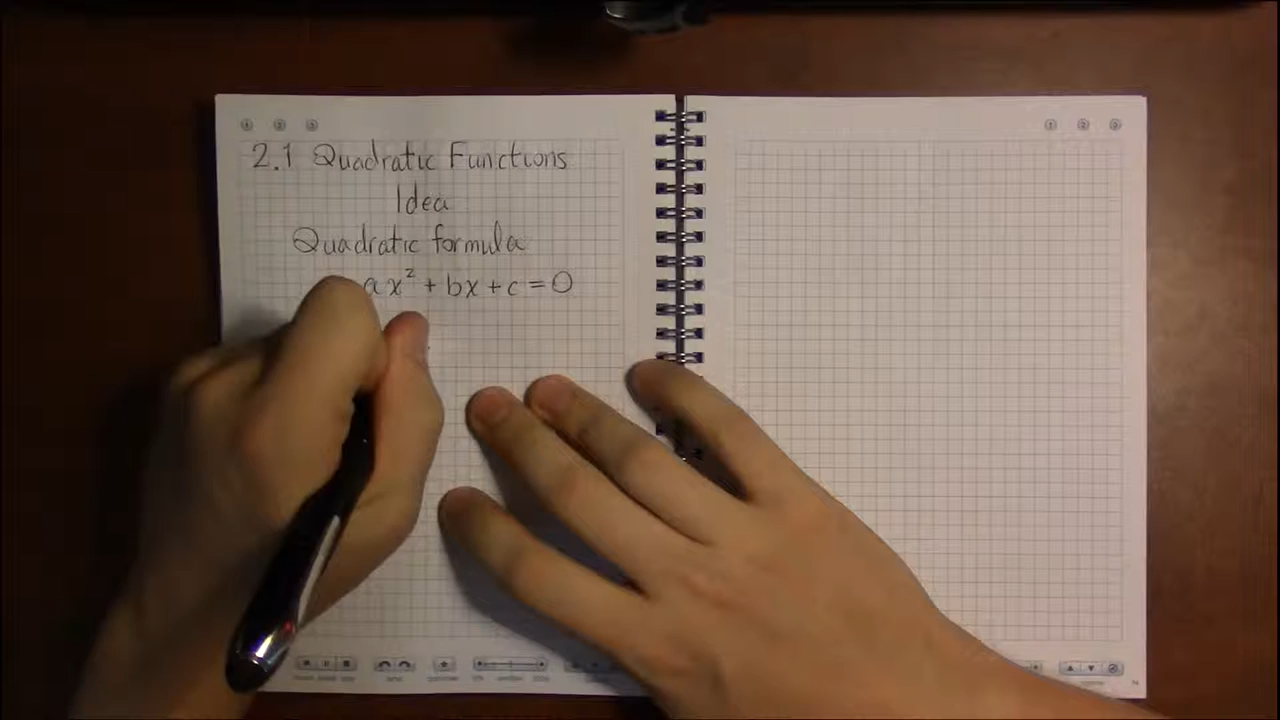 2.1 Quadratic Functions
Idea
Quadratic formula
ax² + bx + c = 0